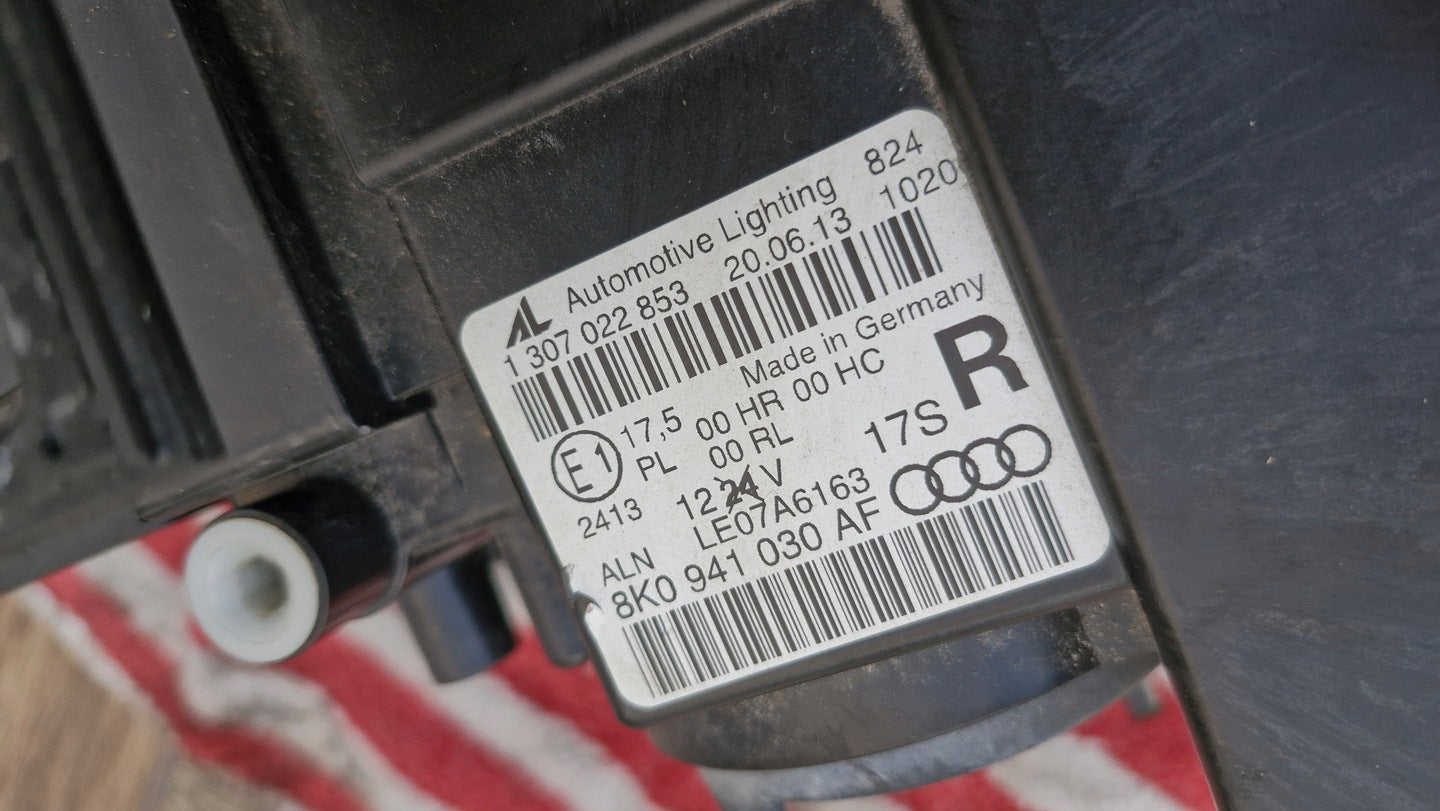 AL Automotive Lighting 824
1 307 022 853 20.06.13 1020
Made in Germany
E1 17,5 00 HR 00 HC R
PL 00 RL 17S
2413 12 24 V
LE07A6163
ALN
8K0 941 030 AF